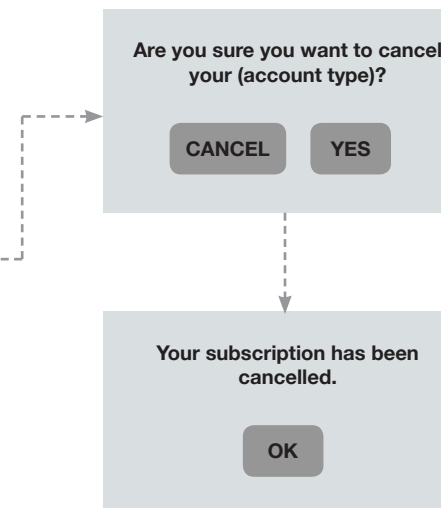 Are you sure you want to cancel
your (account type)?
CANCEL YES
Your subscription has been
cancelled.
OK